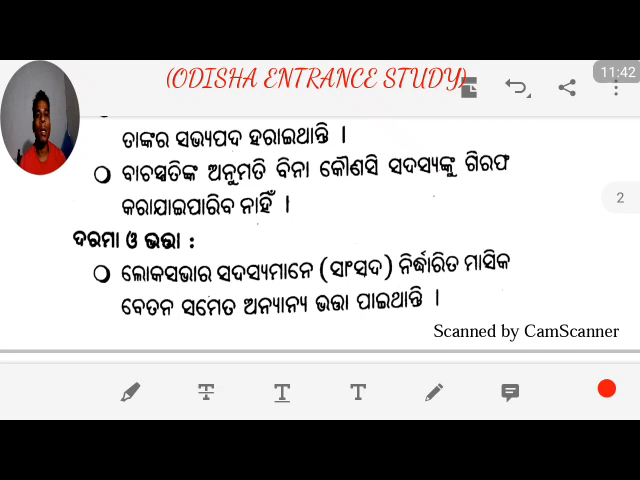 (ODISHA ENTRANCE STUDY)
11:42
ତାଙ୍କର ସଭ୍ୟପଦ ହରାଇଥାନ୍ତି ।
❍ ବାଚସ୍ପତିଙ୍କ ଅନୁମତି ବିନା କୌଣସି ସଦସ୍ୟଙ୍କୁ ଗିରଫ
କରାଯାଇପାରିବ ନାହିଁ ।
2
ଦରମା ଓ ଭତ୍ତା :
❍ ଲୋକସଭାର ସଦସ୍ୟମାନେ (ସାଂସଦ) ନିର୍ଦ୍ଧାରିତ ମାସିକ
ବେତନ ସମେତ ଅନ୍ୟାନ୍ୟ ଭତ୍ତା ପାଇଥାନ୍ତି ।
Scanned by CamScanner